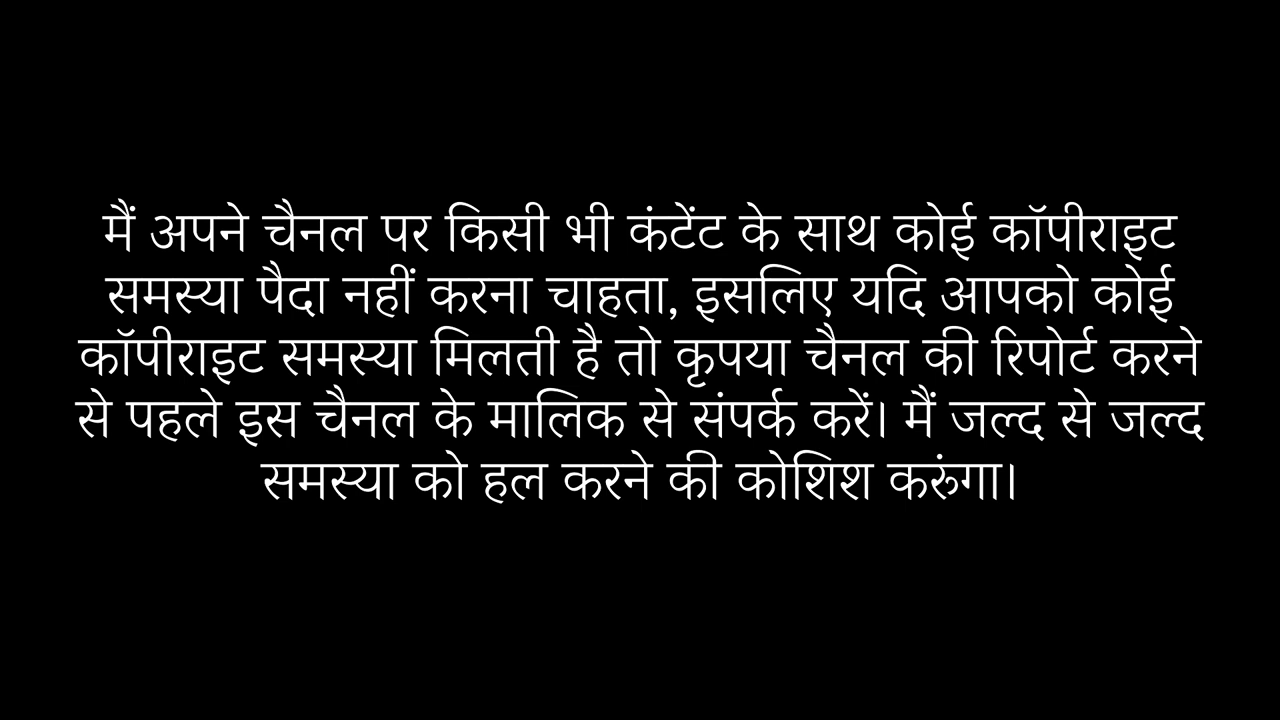 मैं अपने चैनल पर किसी भी कंटेंट के साथ कोई कॉपीराइट
समस्या पैदा नहीं करना चाहता, इसलिए यदि आपको कोई
कॉपीराइट समस्या मिलती है तो कृपया चैनल की रिपोर्ट करने
से पहले इस चैनल के मालिक से संपर्क करें। मैं जल्द से जल्द
समस्या को हल करने की कोशिश करुंगा।